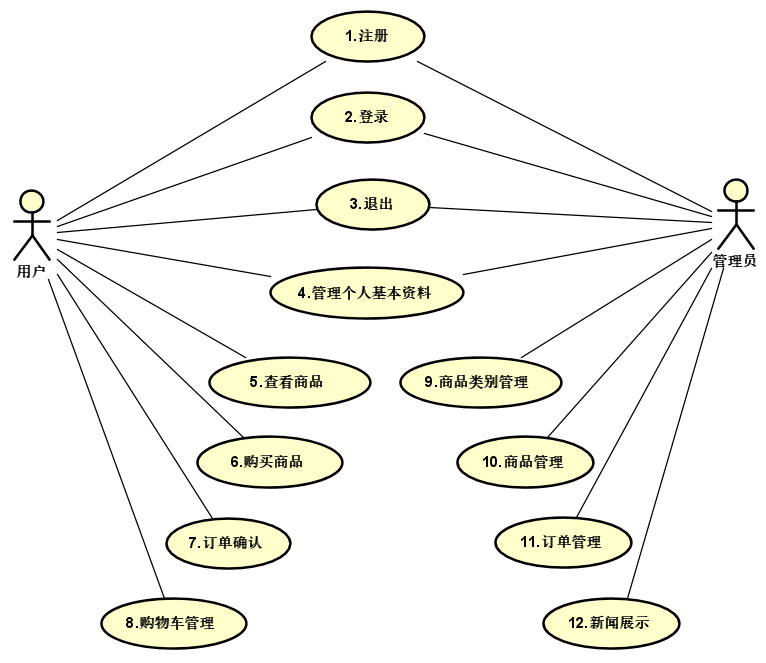 1.注册
2.登录
3.退出
用户
管理员
4.管理个人基本资料
5.查看商品
9.商品类别管理
6.购买商品
10.商品管理
7.订单确认
11.订单管理
8.购物车管理
12.新闻展示